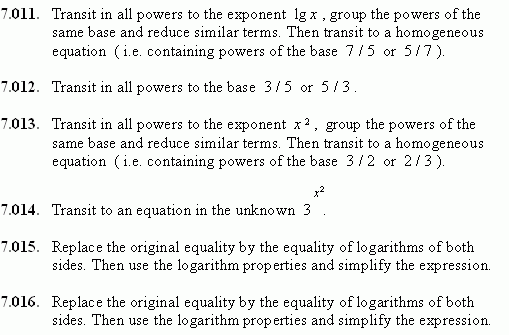 7.011. Transit in all powers to the exponent lg x , group the powers of the
same base and reduce similar terms. Then transit to a homogeneous
equation ( i.e. containing powers of the base 7 / 5 or 5 / 7 ).
7.012. Transit in all powers to the base 3 / 5 or 5 / 3 .
7.013. Transit in all powers to the exponent x ² , group the powers of the
same base and reduce similar terms. Then transit to a homogeneous
equation ( i.e. containing powers of the base 3 / 2 or 2 / 3 ).
7.014. Transit to an equation in the unknown 3^x² .
7.015. Replace the original equality by the equality of logarithms of both
sides. Then use the logarithm properties and simplify the expression.
7.016. Replace the original equality by the equality of logarithms of both
sides. Then use the logarithm properties and simplify the expression.